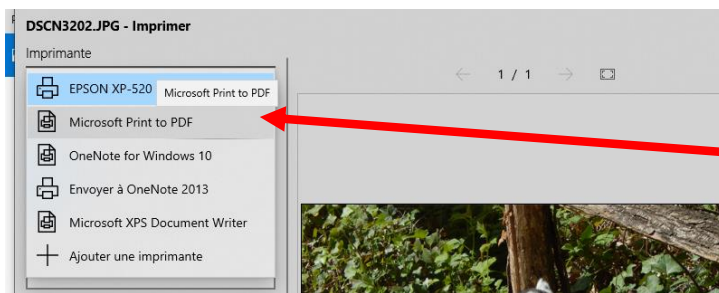 DSCN3202.JPG - Imprimer
Imprimante
1 / 1
EPSON XP-520
Microsoft Print to PDF
Microsoft Print to PDF
OneNote for Windows 10
Envoyer à OneNote 2013
Microsoft XPS Document Writer
Ajouter une imprimante